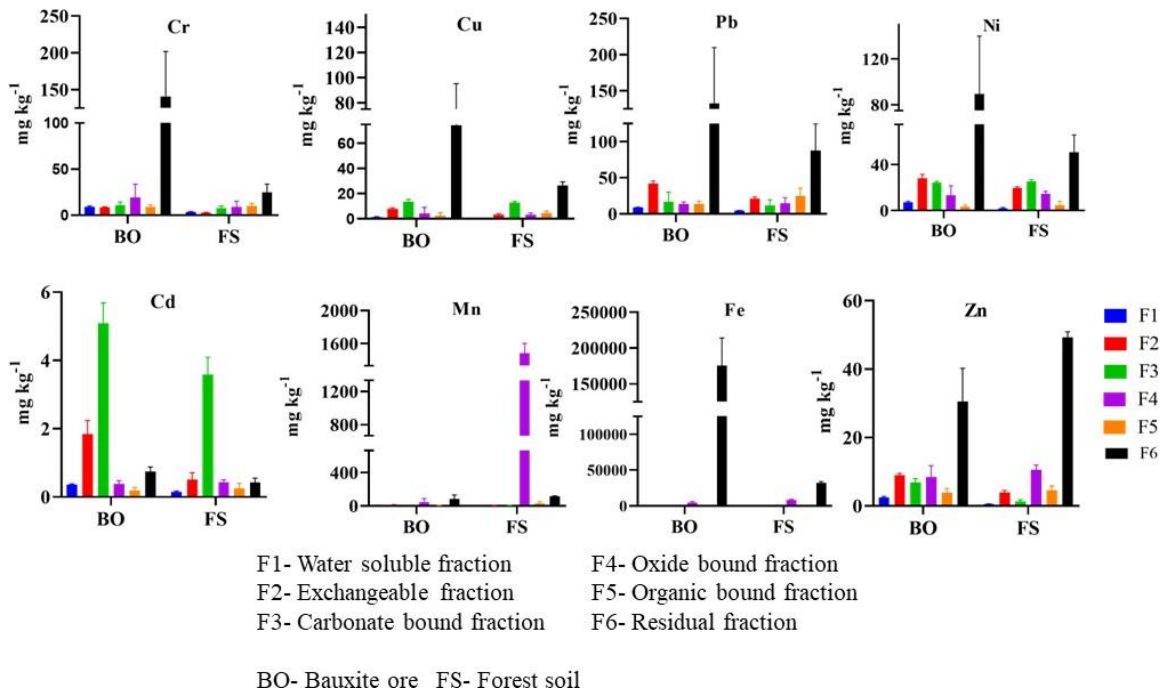 Cr
Cu
Pb
Ni
mg kg-1
250
200
150
100
50
0
BO
FS
140
120
100
80
60
40
20
0
BO
FS
mg kg-1
250
200
150
100
50
0
BO
FS
mg kg-1
120
80
40
0
BO
FS
mg kg-1
Cd
Mn
Fe
Zn
mg kg-1
6
4
2
0
BO
FS
mg kg-1
2000
1600
1200
800
400
0
BO
FS
mg kg-1
250000
200000
150000
100000
50000
0
BO
FS
mg kg-1
60
40
20
0
BO
FS
F1
F2
F3
F4
F5
F6
F1- Water soluble fraction
F2- Exchangeable fraction
F3- Carbonate bound fraction
F4- Oxide bound fraction
F5- Organic bound fraction
F6- Residual fraction
BO- Bauxite ore FS- Forest soil